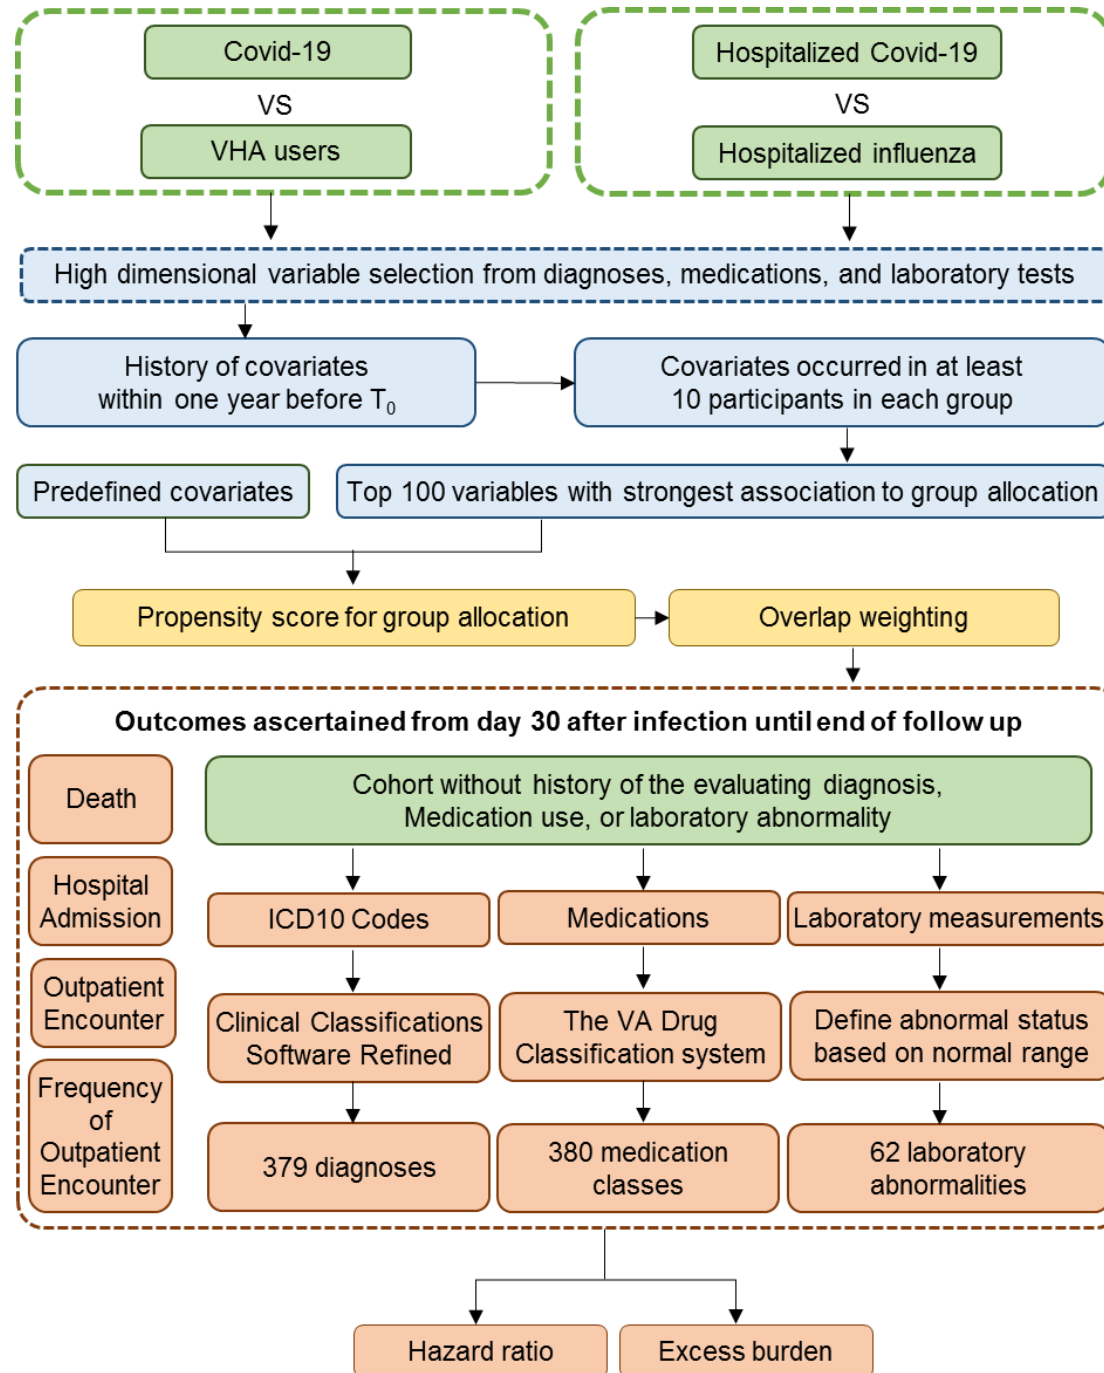 Covid-19
VS
VHA users
Hospitalized Covid-19
VS
Hospitalized influenza
High dimensional variable selection from diagnoses, medications, and laboratory tests
History of covariates
within one year before T₀
Covariates occurred in at least
10 participants in each group
Predefined covariates
Top 100 variables with strongest association to group allocation
Propensity score for group allocation
Overlap weighting
Outcomes ascertained from day 30 after infection until end of follow up
Death
Hospital
Admission
Outpatient
Encounter
Frequency
of
Outpatient
Encounter
Cohort without history of the evaluating diagnosis,
Medication use, or laboratory abnormality
ICD10 Codes
Medications
Laboratory measurements
Clinical Classifications
Software Refined
The VA Drug
Classification system
Define abnormal status
based on normal range
379 diagnoses
380 medication
classes
62 laboratory
abnormalities
Hazard ratio
Excess burden